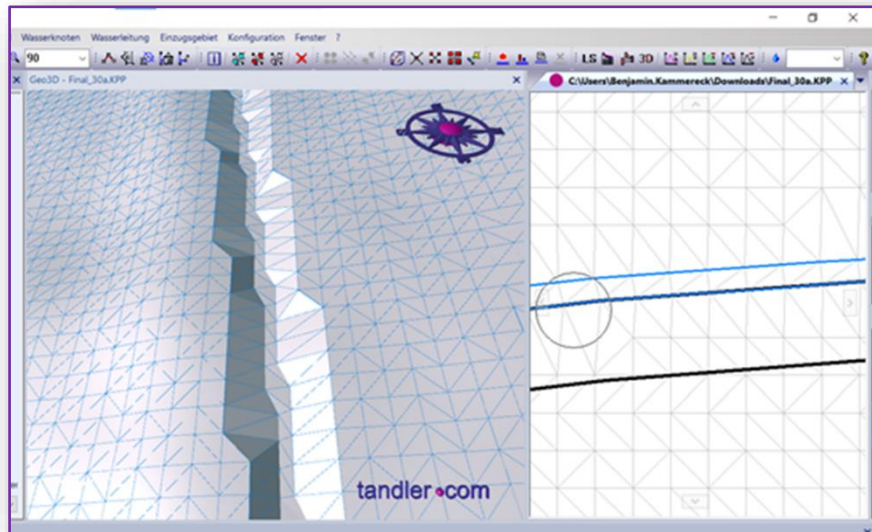 Wasserknoten Wasserleitung Einzugsgebiet Konfiguration Fenster ?
90
LS
3D
Geo3D - Final_30a.KPP
C:\Users\Benjamin.Kammereck\Downloads\Final_30a.KPP
tandler.com